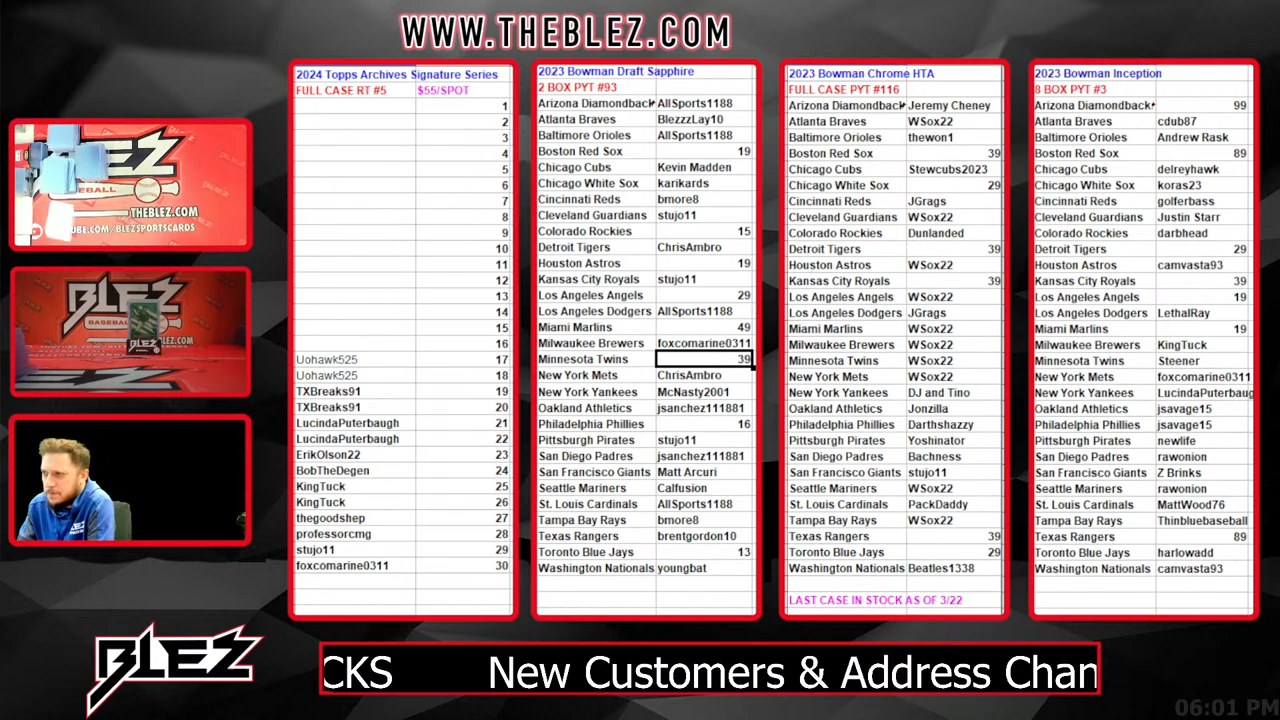 WWW.THEBLEZ.COM
2024 Topps Archives Signature Series
FULL CASE RT #5 $55/SPOT
1
2
3
4
5
6
7
8
9
10
11
12
13
14
15
16
Uohawk525 17
Uohawk525 18
TXBreaks91 19
TXBreaks91 20
LucindaPuterbaugh 21
LucindaPuterbaugh 22
ErikOlson22 23
BobTheDegen 24
KingTuck 25
KingTuck 26
thegoodshep 27
professorcmg 28
stujo11 29
foxcomarine0311 30
2023 Bowman Draft Sapphire
2 BOX PYT #93
Arizona Diamondback AllSports1188
Atlanta Braves BlezzzLay10
Baltimore Orioles AllSports1188
Boston Red Sox 19
Chicago Cubs Kevin Madden
Chicago White Sox karikards
Cincinnati Reds bmore8
Cleveland Guardians stujo11
Colorado Rockies 15
Detroit Tigers ChrisAmbro
Houston Astros 19
Kansas City Royals stujo11
Los Angeles Angels 29
Los Angeles Dodgers AllSports1188
Miami Marlins 49
Milwaukee Brewers foxcomarine0311
Minnesota Twins 39
New York Mets ChrisAmbro
New York Yankees McNasty2001
Oakland Athletics jsanchez111881
Philadelphia Phillies 16
Pittsburgh Pirates stujo11
San Diego Padres jsanchez111881
San Francisco Giants Matt Arcuri
Seattle Mariners Calfusion
St. Louis Cardinals AllSports1188
Tampa Bay Rays bmore8
Texas Rangers brentgordon10
Toronto Blue Jays 13
Washington Nationals youngbat
2023 Bowman Chrome HTA
FULL CASE PYT #116
Arizona Diamondback Jeremy Cheney
Atlanta Braves WSox22
Baltimore Orioles thewon1
Boston Red Sox 39
Chicago Cubs Stewcubs2023
Chicago White Sox 29
Cincinnati Reds JGrags
Cleveland Guardians WSox22
Colorado Rockies Dunlanded
Detroit Tigers 39
Houston Astros WSox22
Kansas City Royals 39
Los Angeles Angels WSox22
Los Angeles Dodgers JGrags
Miami Marlins WSox22
Milwaukee Brewers WSox22
Minnesota Twins WSox22
New York Mets WSox22
New York Yankees DJ and Tino
Oakland Athletics Jonzilla
Philadelphia Phillies Darthshazzy
Pittsburgh Pirates Yoshinator
San Diego Padres Bachness
San Francisco Giants stujo11
Seattle Mariners WSox22
St. Louis Cardinals PackDaddy
Tampa Bay Rays WSox22
Texas Rangers 39
Toronto Blue Jays 29
Washington Nationals Beatles1338
LAST CASE IN STOCK AS OF 3/22
2023 Bowman Inception
8 BOX PYT #3
Arizona Diamondback 99
Atlanta Braves cdub87
Baltimore Orioles Andrew Rask
Boston Red Sox 89
Chicago Cubs delreyhawk
Chicago White Sox koras23
Cincinnati Reds golferbass
Cleveland Guardians Justin Starr
Colorado Rockies darbhead
Detroit Tigers 29
Houston Astros camvasta93
Kansas City Royals 39
Los Angeles Angels 19
Los Angeles Dodgers LethalRay
Miami Marlins 19
Milwaukee Brewers KingTuck
Minnesota Twins Steener
New York Mets foxcomarine0311
New York Yankees LucindaPuterbaug
Oakland Athletics jsavage15
Philadelphia Phillies jsavage15
Pittsburgh Pirates newlife
San Diego Padres rawonion
San Francisco Giants Z Brinks
Seattle Mariners rawonion
St. Louis Cardinals MattWood76
Tampa Bay Rays Thinbluebaseball
Texas Rangers 89
Toronto Blue Jays harlowadd
Washington Nationals camvasta93
BLEZ
EBALL
THEBLEZ.COM
UBE.COM/BLEZSPORTSCARDS
BLEZ
BASEBALL
BLEZ
BLEZ
CKS New Customers & Address Chan
06:01 PM